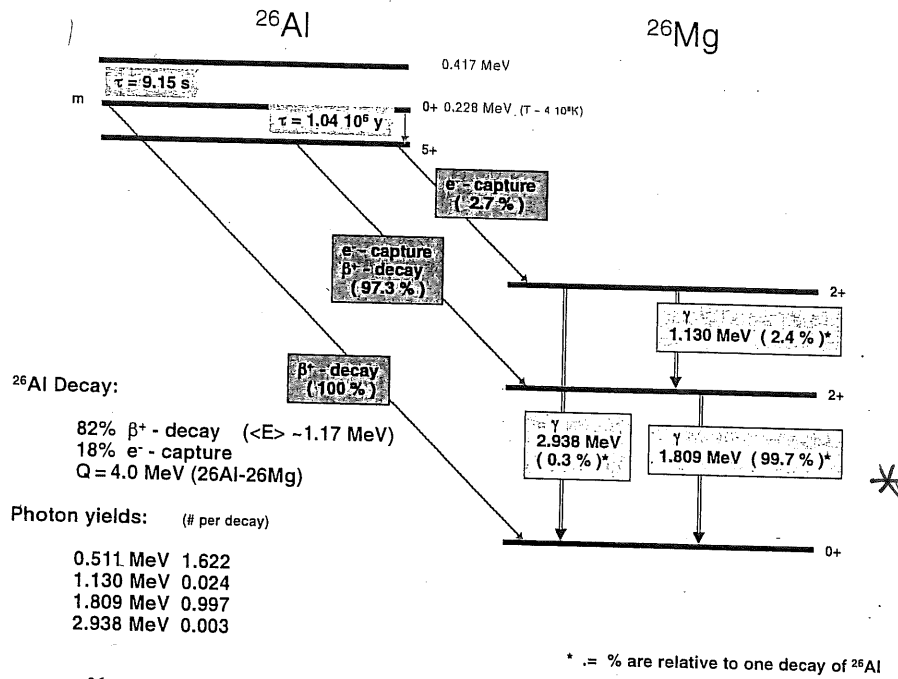 ²⁶Al
²⁶Mg
0.417 MeV
τ = 9.15 s
m
0+ 0.228 MeV (T ~ 4 10⁸K)
τ = 1.04 10⁶ y
5+
e⁻- capture
( 2.7 % )
e⁻- capture
β⁺ - decay
( 97.3 % )
2+
γ
1.130 MeV ( 2.4 % )*
β⁺ - decay
( 100 % )
2+
γ
2.938 MeV
( 0.3 % )*
γ
1.809 MeV ( 99.7 % )*
0+
²⁶Al Decay:
82% β⁺ - decay (<E> ~1.17 MeV)
18% e⁻ - capture
Q = 4.0 MeV (26Al-26Mg)
Photon yields: (# per decay)
0.511 MeV 1.622
1.130 MeV 0.024
1.809 MeV 0.997
2.938 MeV 0.003
* .= % are relative to one decay of ²⁶Al